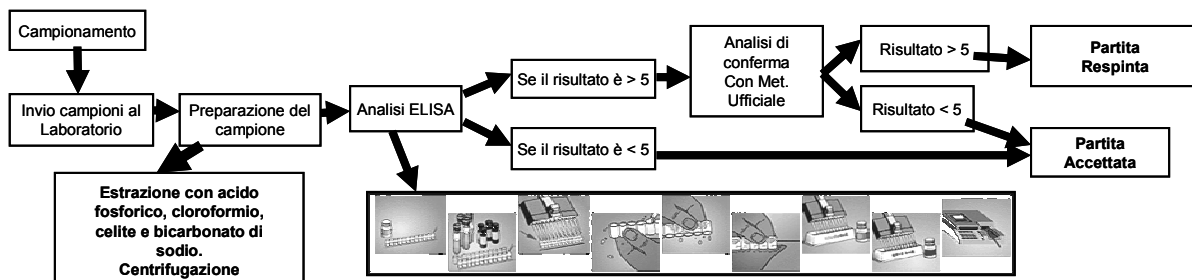 Campionamento
Invio campioni al
Laboratorio
Preparazione del
campione
Estrazione con acido
fosforico, cloroformio,
celite e bicarbonato di
sodio.
Centrifugazione
Analisi ELISA
Se il risultato è > 5
Se il risultato è < 5
Analisi di
conferma
Con Met.
Ufficiale
Risultato > 5
Risultato < 5
Partita
Respinta
Partita
Accettata